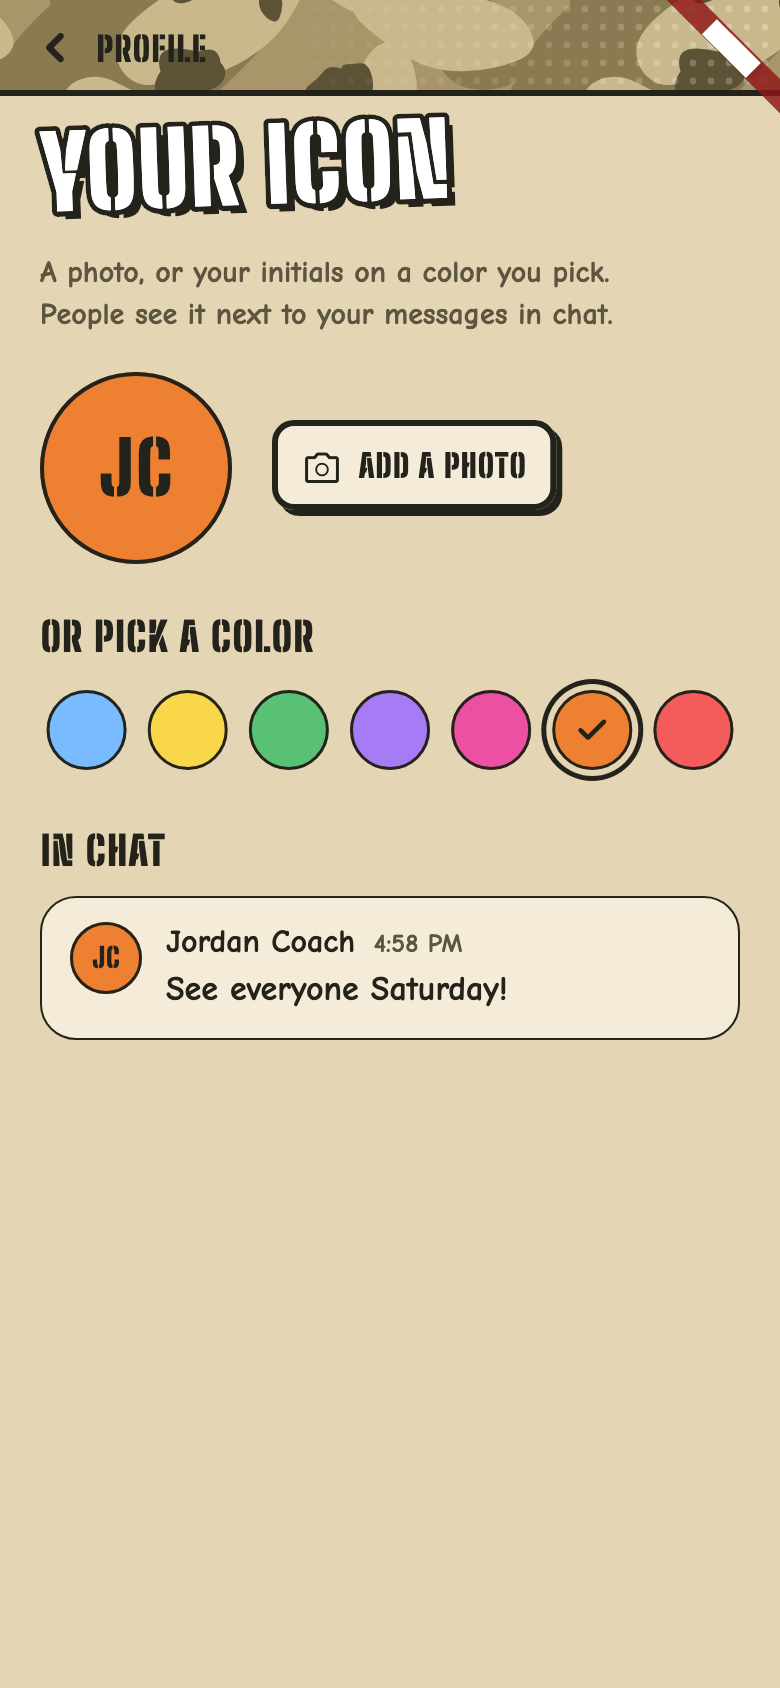 PROFILE
YOUR ICON!
A photo, or your initials on a color you pick.
People see it next to your messages in chat.
JC
ADD A PHOTO
OR PICK A COLOR
IN CHAT
JC
Jordan Coach 4:58 PM
See everyone Saturday!